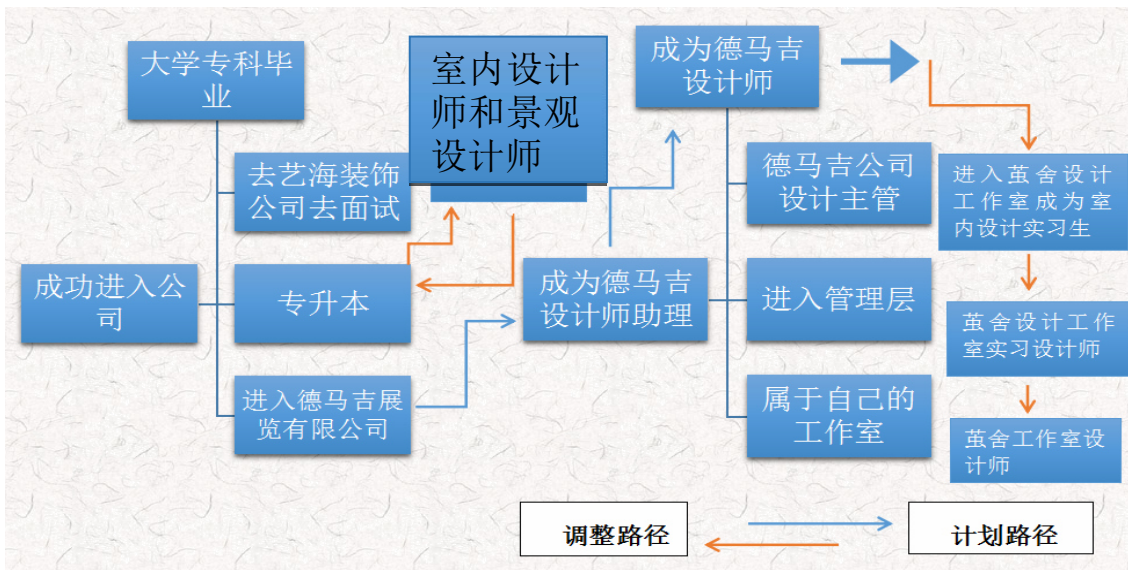 大学专科毕
业
室内设计
师和景观
设计师
成为德马吉
设计师
去艺海装饰
公司去面试
德马吉公司
设计主管
进入茧舍设计
工作室成为室
内设计实习生
成功进入公
司
专升本
成为德马吉
设计师助理
进入管理层
茧舍设计工作
室实习设计师
进入德马吉展
览有限公司
属于自己的
工作室
茧舍工作室设
计师
调整路径
计划路径